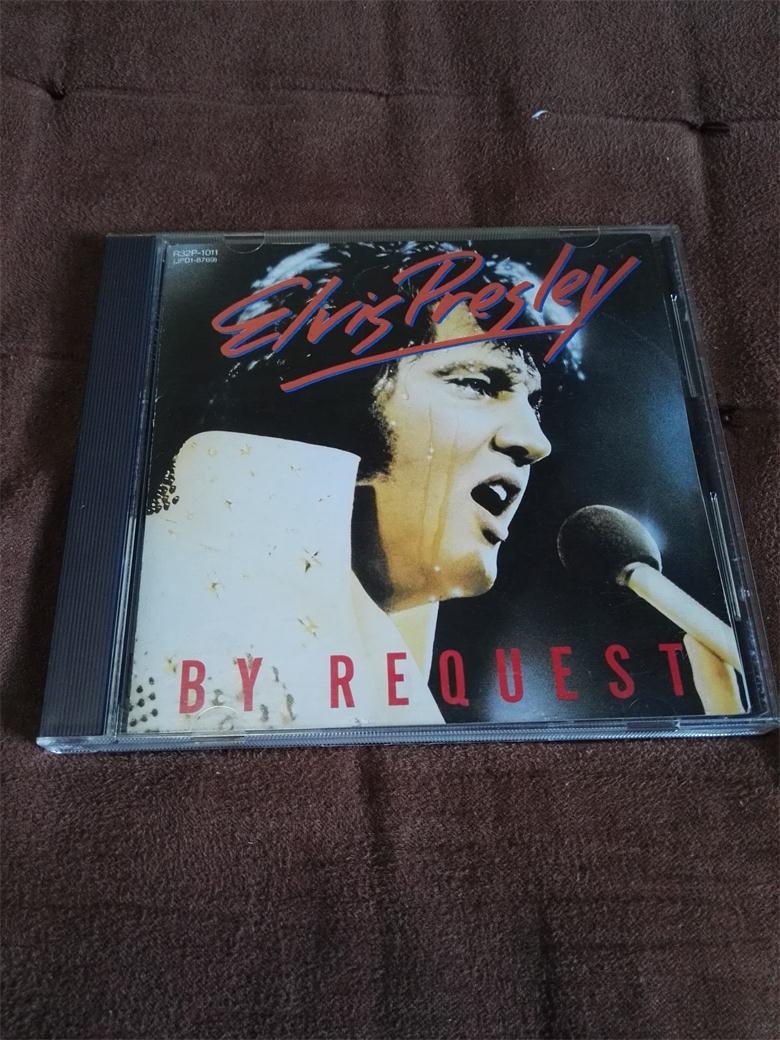 R32P-1011
(JPD1-8769)
Elvis Presley
BY REQUEST